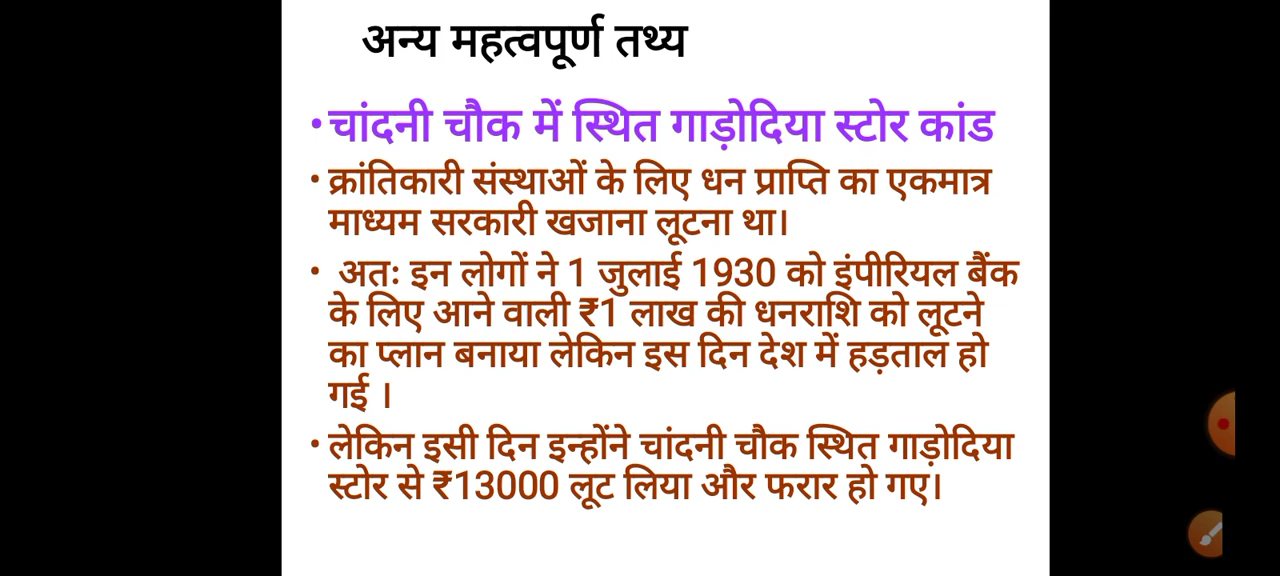 अन्य महत्वपूर्ण तथ्य
•चांदनी चौक में स्थित गाड़ोदिया स्टोर कांड
• क्रांतिकारी संस्थाओं के लिए धन प्राप्ति का एकमात्र
माध्यम सरकारी खजाना लूटना था।
• अतः इन लोगों ने 1 जुलाई 1930 को इंपीरियल बैंक
के लिए आने वाली ₹1 लाख की धनराशि को लूटने
का प्लान बनाया लेकिन इस दिन देश में हड़ताल हो
गई ।
• लेकिन इसी दिन इन्होंने चांदनी चौक स्थित गाड़ोदिया
स्टोर से ₹13000 लूट लिया और फरार हो गए।